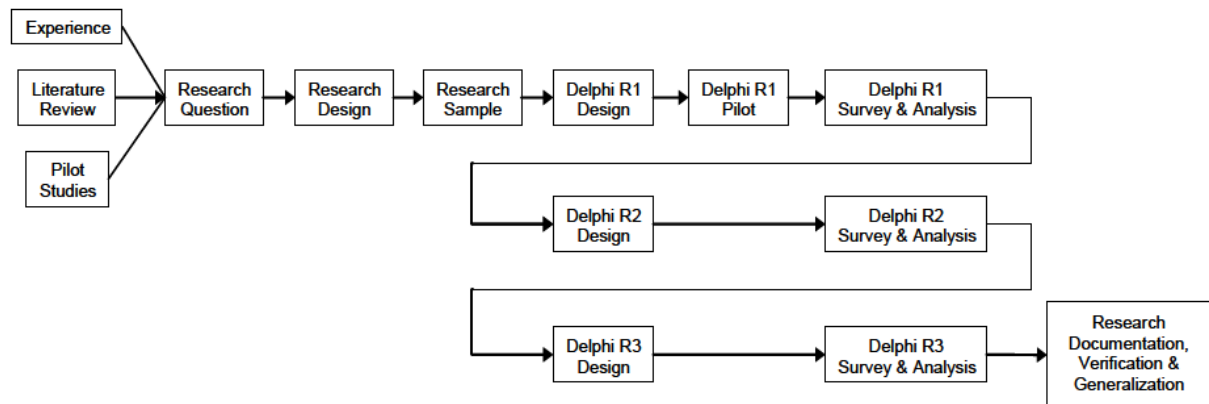 Experience
Literature
Review
Pilot
Studies
Research
Question
Research
Design
Research
Sample
Delphi R1
Design
Delphi R1
Pilot
Delphi R1
Survey & Analysis
Delphi R2
Design
Delphi R2
Survey & Analysis
Delphi R3
Design
Delphi R3
Survey & Analysis
Research
Documentation,
Verification &
Generalization